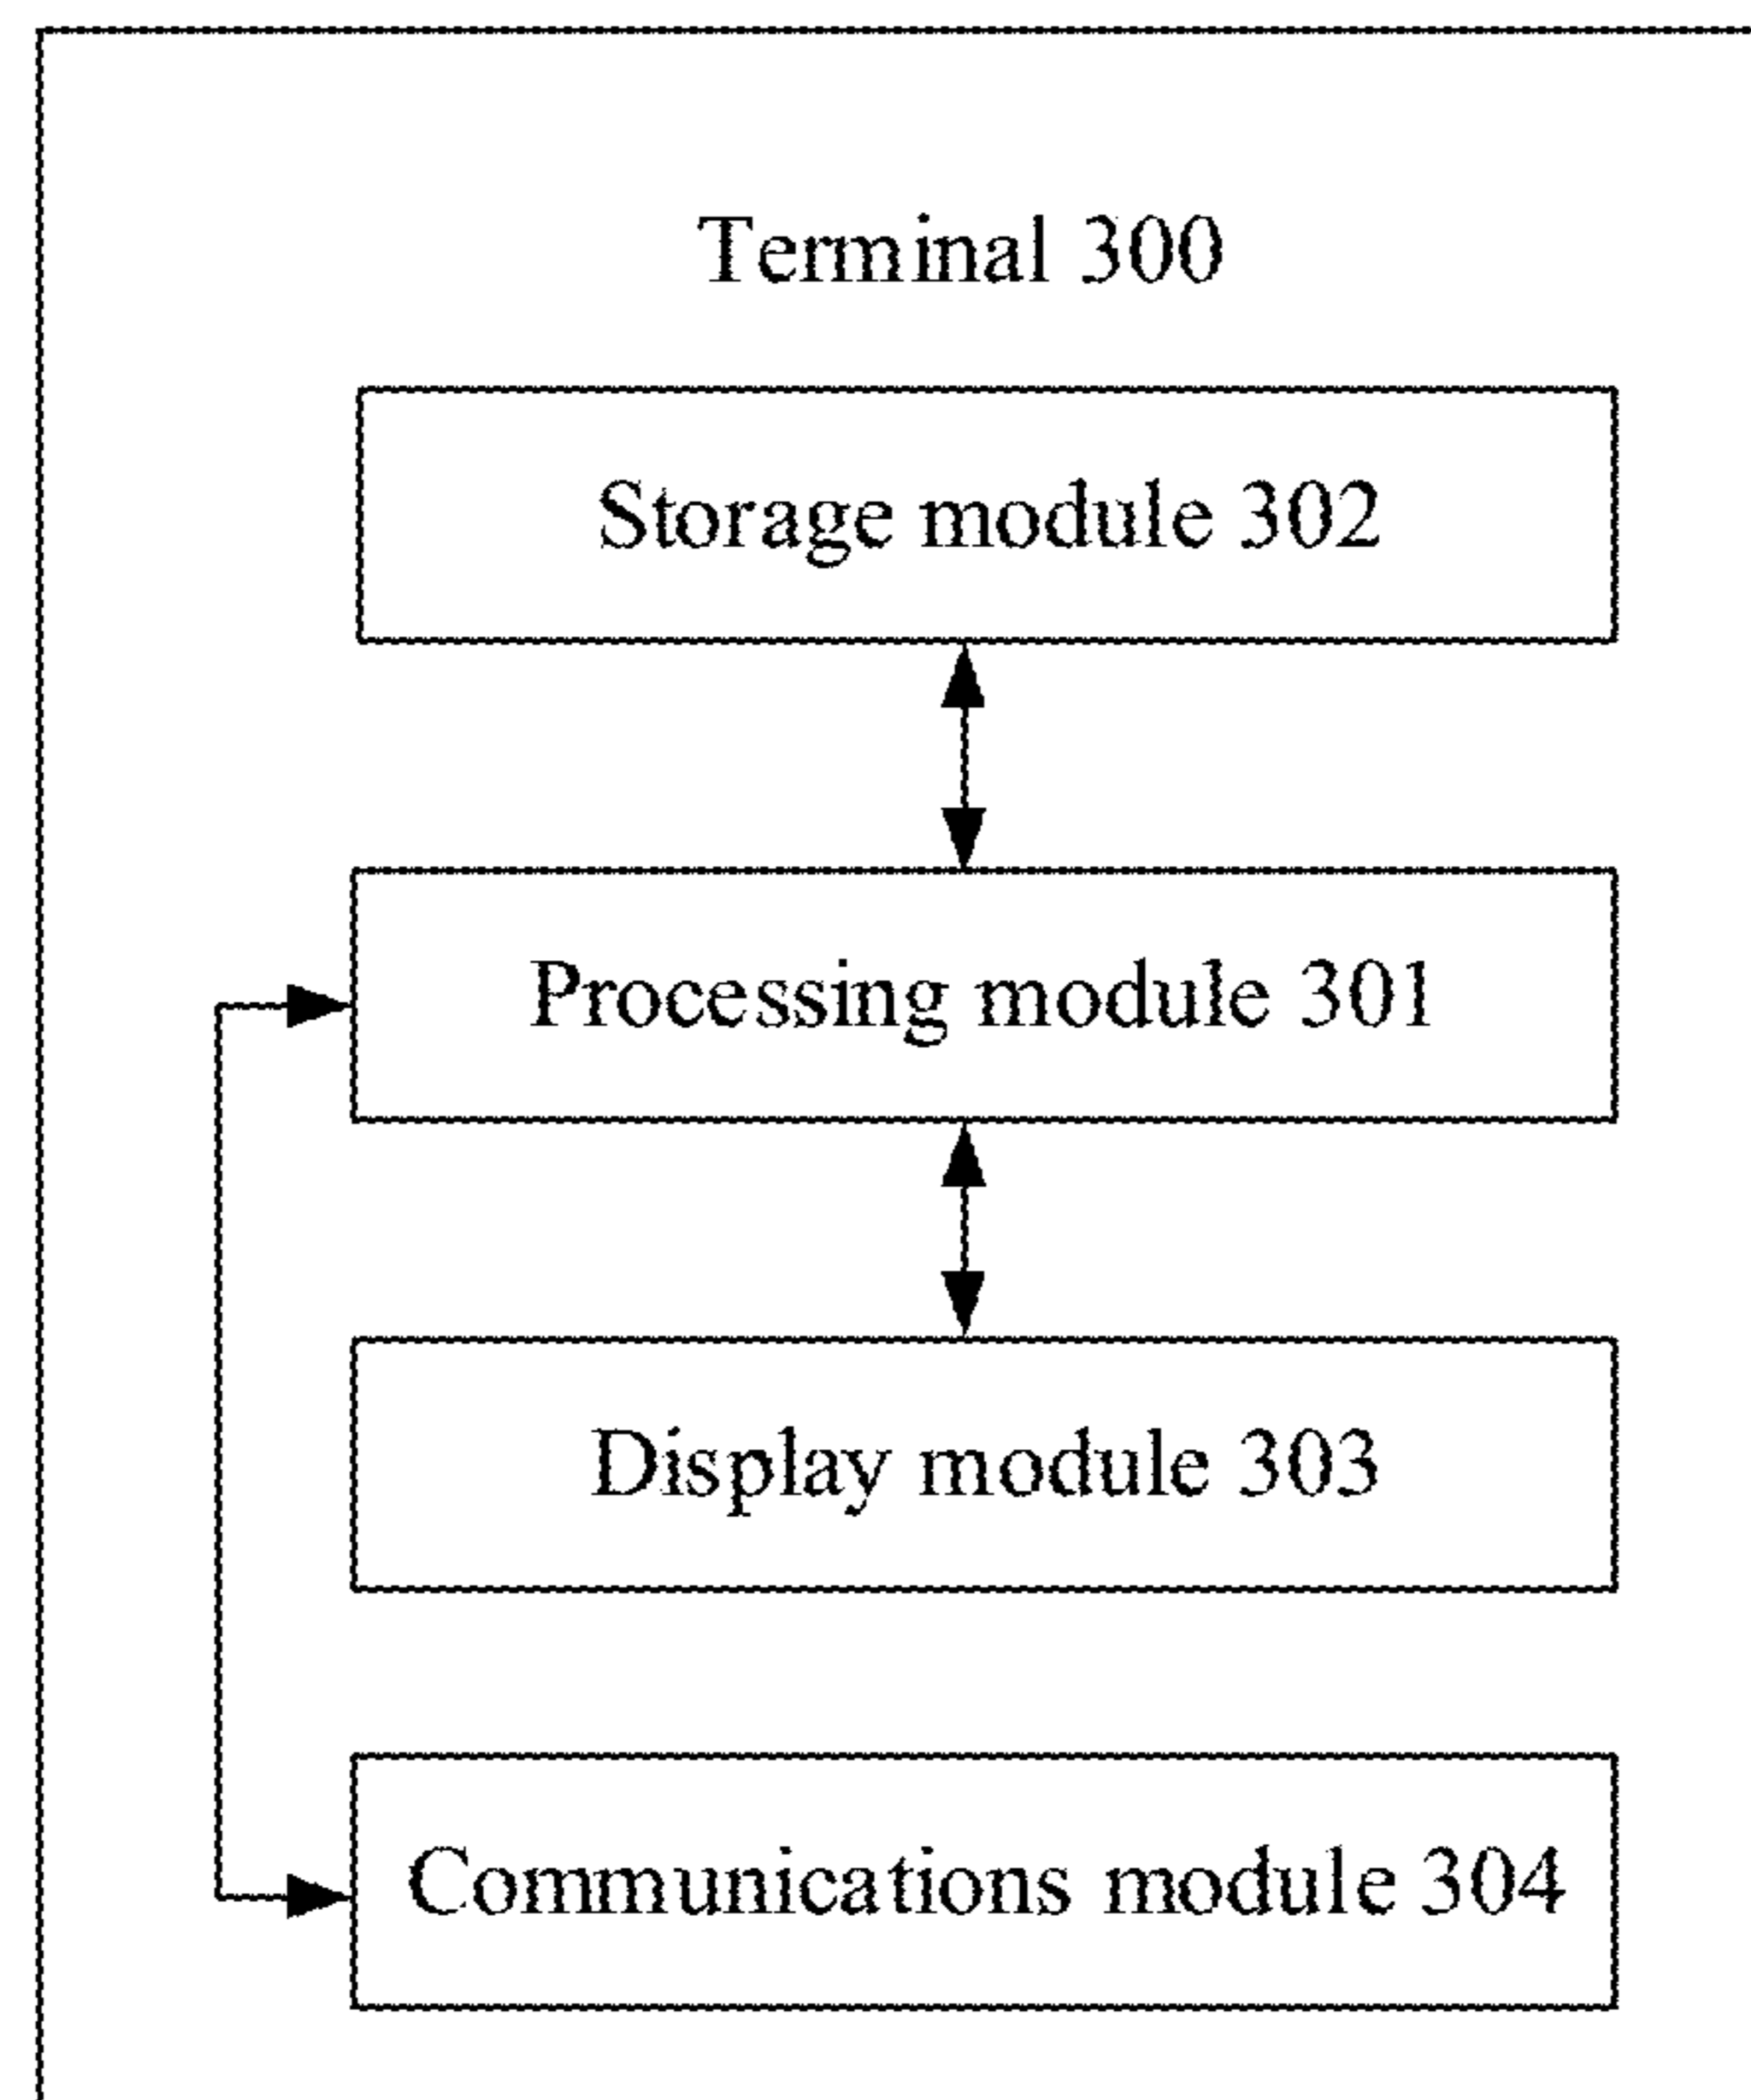 Terminal 300
Storage module 302
Processing module 301
Display module 303
Communications module 304